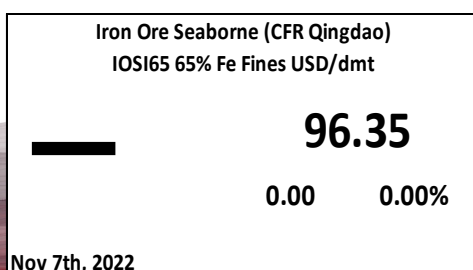 Iron Ore Seaborne (CFR Qingdao)
IOSI65 65% Fe Fines USD/dmt
96.35
0.00 0.00%
Nov 7th, 2022